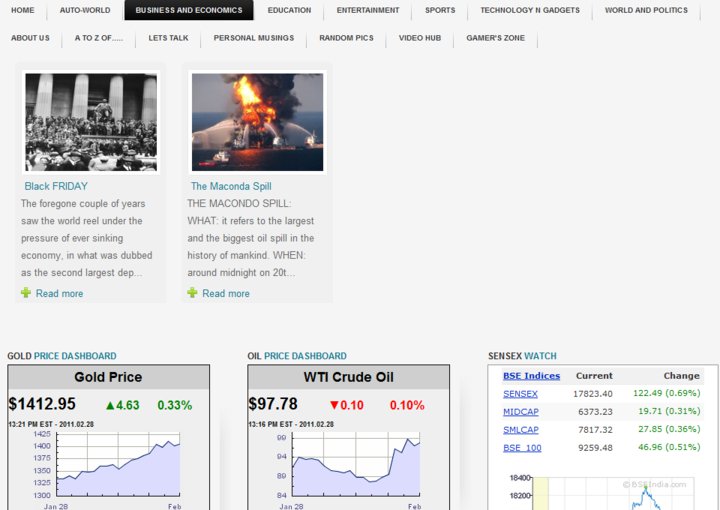 HOME AUTO-WORLD BUSINESS AND ECONOMICS EDUCATION ENTERTAINMENT SPORTS TECHNOLOGY N GADGETS WORLD AND POLITICS
ABOUT US A TO Z OF..... LETS TALK PERSONAL MUSINGS RANDOM PICS VIDEO HUB GAMER'S ZONE
Black FRIDAY
The foregone couple of years
saw the world reel under the
pressure of ever sinking
economy, in what was dubbed
as the second largest dep...
Read more
The Maconda Spill
THE MACONDO SPILL:
WHAT: it refers to the largest
and the biggest oil spill in the
history of mankind. WHEN:
around midnight on 20t...
Read more
GOLD PRICE DASHBOARD
Gold Price
$1412.95 ▲4.63 0.33%
13:21 PM EST - 2011.02.28
1425
1400
1375
1350
1325
1300
Jan 28 Feb
OIL PRICE DASHBOARD
WTI Crude Oil
$97.78 ▼0.10 0.10%
13:16 PM EST - 2011.02.28
99
94
89
84
Jan 28 Feb
SENSEX WATCH
BSE Indices Current Change
SENSEX 17823.40 122.49 (0.69%)
MIDCAP 6373.23 19.71 (0.31%)
SMLCAP 7817.32 27.85 (0.36%)
BSE 100 9259.48 46.96 (0.51%)
18400
© BSEIndia.com
18200